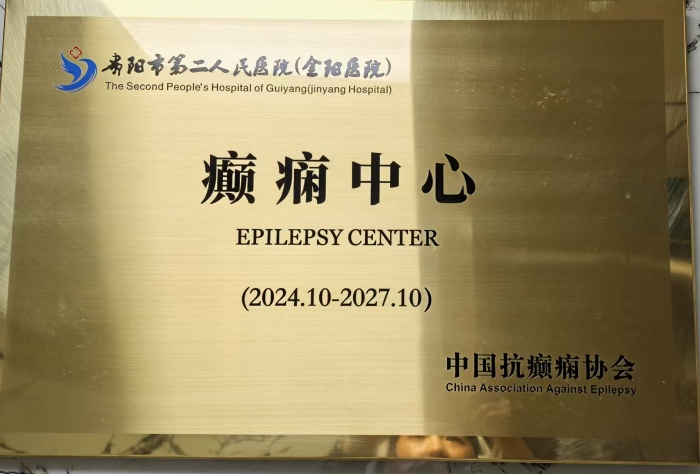 贵阳市第二人民医院(金阳医院)
The Second People's Hospital of Guiyang(jinyang Hospital)
癫痫中心
EPILEPSY CENTER
(2024.10-2027.10)
中国抗癫痫协会
China Association Against Epilepsy